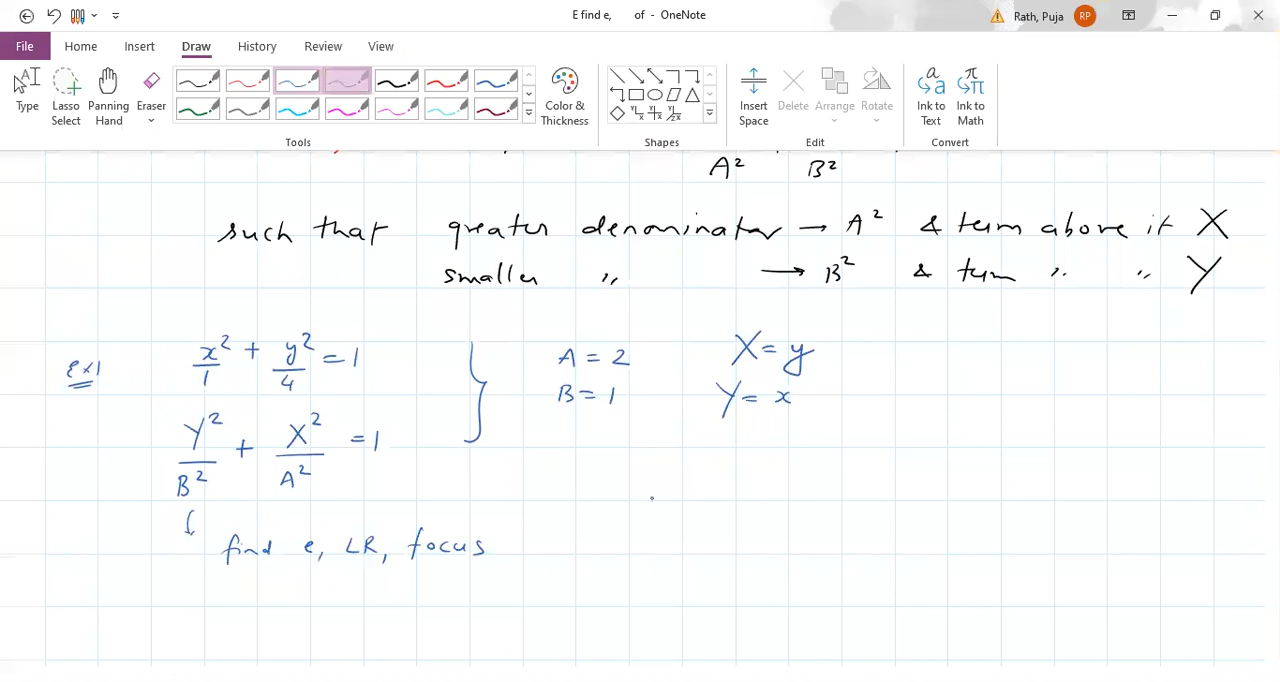 E find e, of - OneNote
Rath, Puja RP
File Home Insert Draw History Review View
Type Lasso Select Panning Hand Eraser Color & Thickness Insert Space Delete Arrange Rotate Ink to Text Ink to Math
Tools Shapes Edit Convert
A² B²
such that greater denominator → A² & term above it X
smaller " → B² & term " " Y
Ex1 x²/1 + y²/4 = 1 A = 2 X = y
B = 1 Y = x
Y²/B² + X²/A² = 1
find e, LR, focus